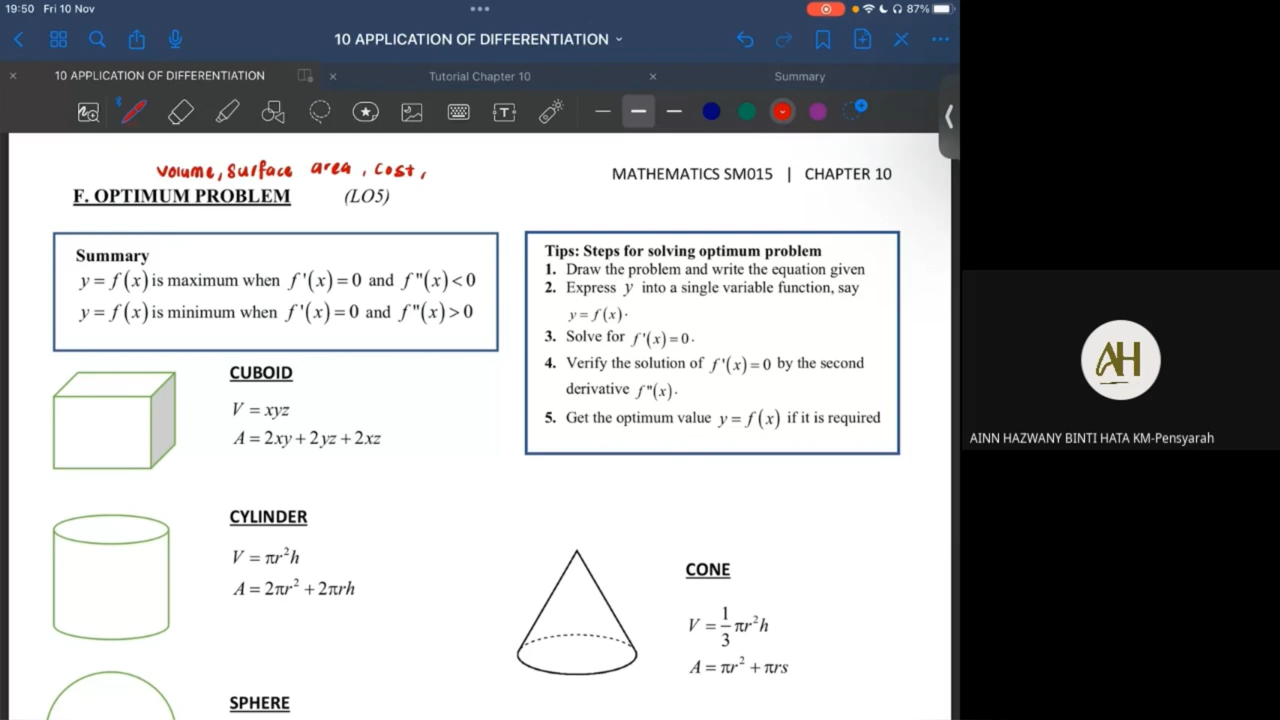 19:50 Fri 10 Nov
87%
10 APPLICATION OF DIFFERENTIATION
10 APPLICATION OF DIFFERENTIATION
Tutorial Chapter 10
Summary
volume, surface area, cost,
MATHEMATICS SM015 | CHAPTER 10
F. OPTIMUM PROBLEM (LO5)
Summary
y = f(x) is maximum when f'(x) = 0 and f"(x) < 0
y = f(x) is minimum when f'(x) = 0 and f"(x) > 0
Tips: Steps for solving optimum problem
1. Draw the problem and write the equation given
2. Express y into a single variable function, say
y = f(x).
3. Solve for f'(x) = 0.
4. Verify the solution of f'(x) = 0 by the second
derivative f"(x).
5. Get the optimum value y = f(x) if it is required
CUBOID
V = xyz
A = 2xy + 2yz + 2xz
CYLINDER
V = πr²h
A = 2πr² + 2πrh
CONE
V = 1/3 πr²h
A = πr² + πrs
SPHERE
AH
AINN HAZWANY BINTI HATA KM-Pensyarah